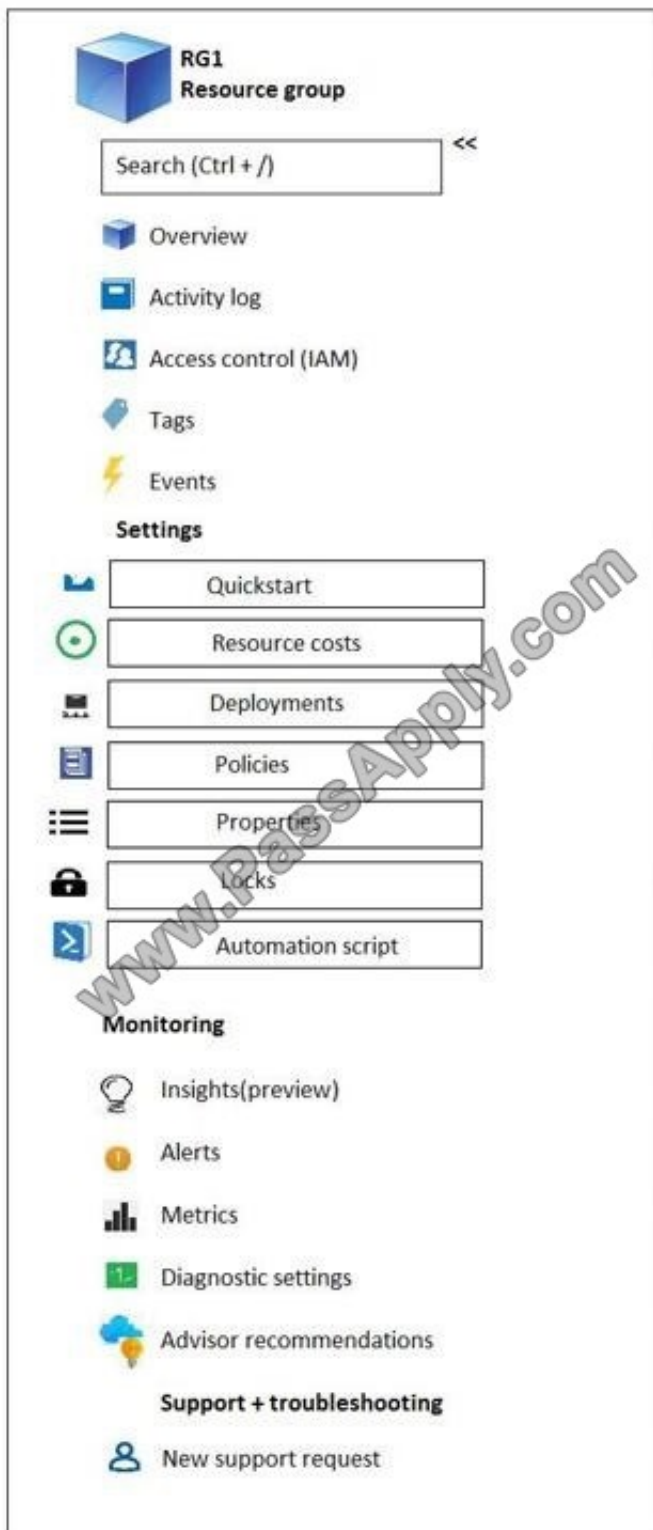 RG1
Resource group
Search (Ctrl + /)
<<
Overview
Activity log
Access control (IAM)
Tags
Events
Settings
Quickstart
Resource costs
Deployments
Policies
Properties
Locks
Automation script
www.PassApply.com
Monitoring
Insights(preview)
Alerts
Metrics
Diagnostic settings
Advisor recommendations
Support + troubleshooting
New support request